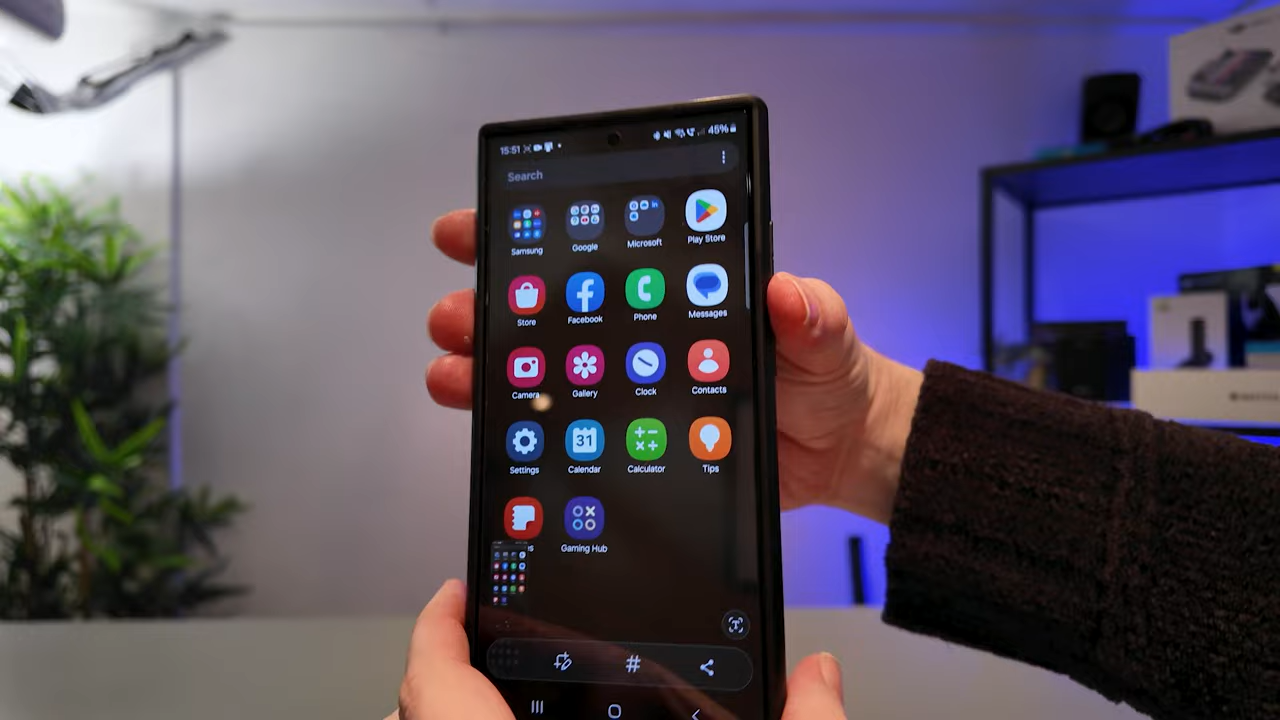 15:51
45%
Search
Samsung
Google
Microsoft
Play Store
Store
Facebook
Phone
Messages
Camera
Gallery
Clock
Contacts
Settings
31
Calendar
Calculator
Tips
Gaming Hub